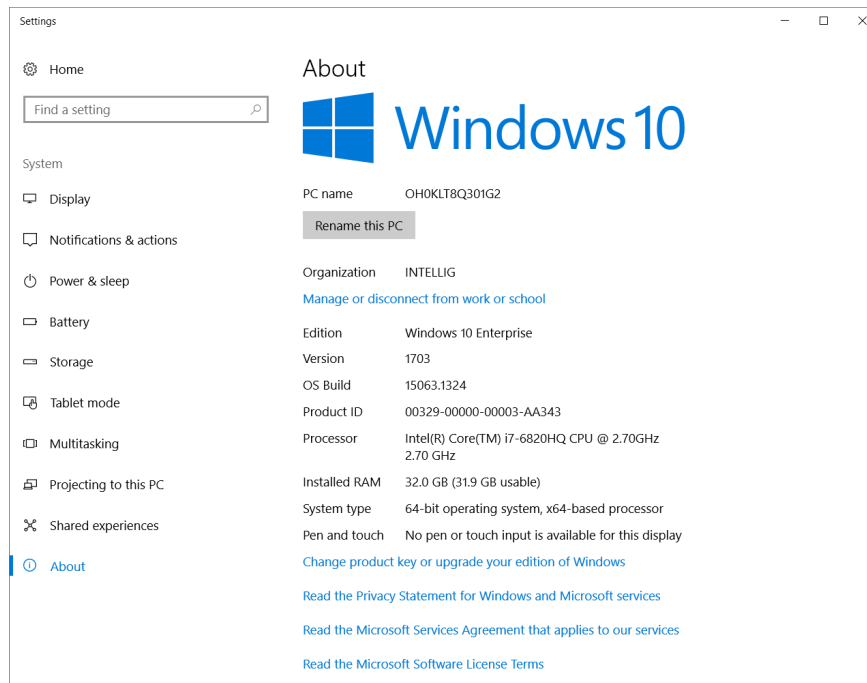 Settings
Home
Find a setting
System
Display
Notifications & actions
Power & sleep
Battery
Storage
Tablet mode
Multitasking
Projecting to this PC
Shared experiences
About
About
Windows 10
PC name OH0KLT8Q301G2
Rename this PC
Organization INTELLIG
Manage or disconnect from work or school
Edition Windows 10 Enterprise
Version 1703
OS Build 15063.1324
Product ID 00329-00000-00003-AA343
Processor Intel(R) Core(TM) i7-6820HQ CPU @ 2.70GHz
2.70 GHz
Installed RAM 32.0 GB (31.9 GB usable)
System type 64-bit operating system, x64-based processor
Pen and touch No pen or touch input is available for this display
Change product key or upgrade your edition of Windows
Read the Privacy Statement for Windows and Microsoft services
Read the Microsoft Services Agreement that applies to our services
Read the Microsoft Software License Terms